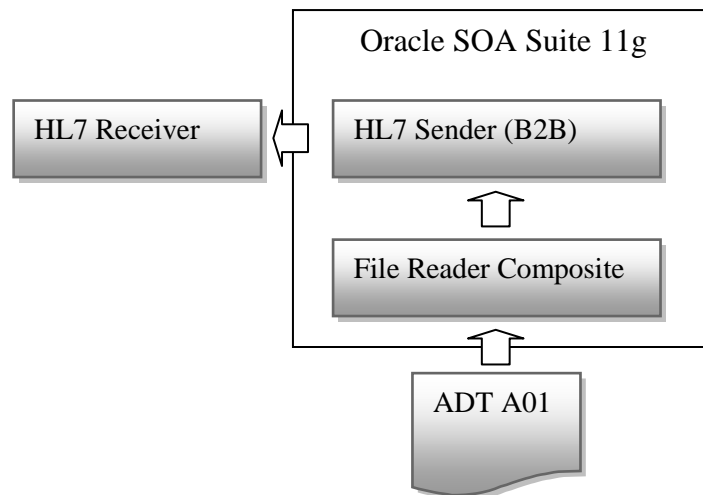 Oracle SOA Suite 11g
HL7 Receiver
HL7 Sender (B2B)
File Reader Composite
ADT A01